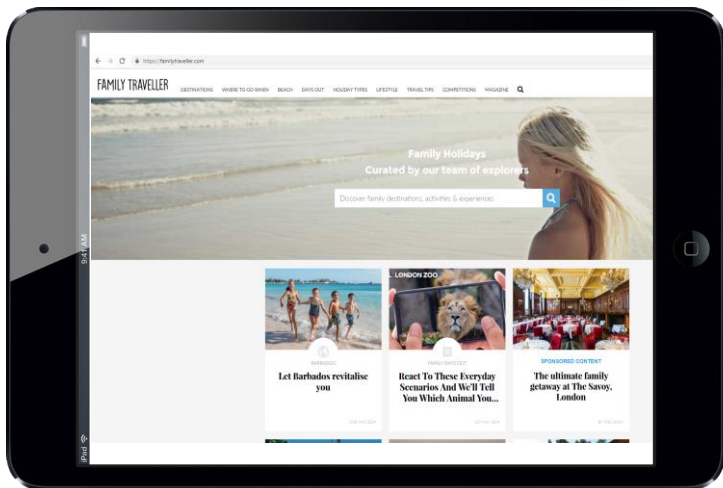 https://familytraveller.com
FAMILY TRAVELLER
DESTINATIONS WHERE TO GO WHEN BEACH DAYS OUT HOLIDAY TYPES LIFESTYLE TRAVEL TIPS COMPETITIONS MAGAZINE
Family Holidays
Curated by our team of explorers
Discover family destinations, activities & experiences
9:41 AM
iPad
LONDON ZOO
BARBADOS
Let Barbados revitalise
you
FAMILY DAYS OUT
React To These Everyday
Scenarios And We'll Tell
You Which Animal You...
SPONSORED CONTENT
The ultimate family
getaway at The Savoy,
London